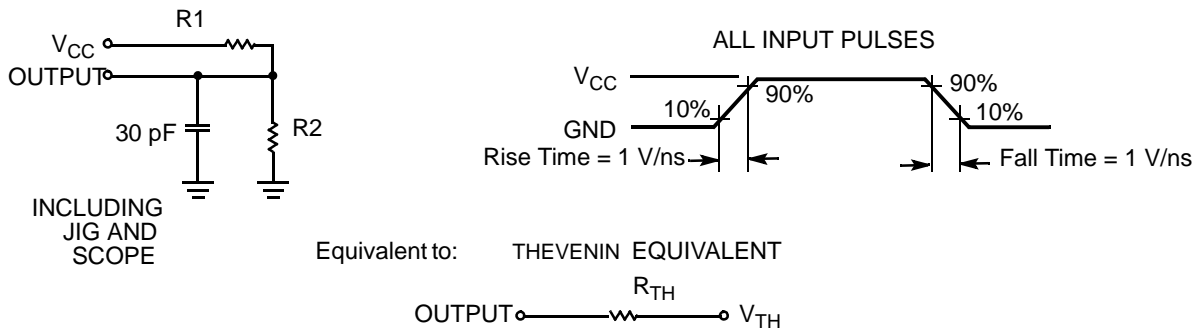 R1
VCC
OUTPUT
30 pF
R2
INCLUDING
JIG AND
SCOPE
ALL INPUT PULSES
VCC
10%
90%
90%
10%
GND
Rise Time = 1 V/ns
Fall Time = 1 V/ns
Equivalent to: THEVENIN EQUIVALENT
RTH
OUTPUT
VTH